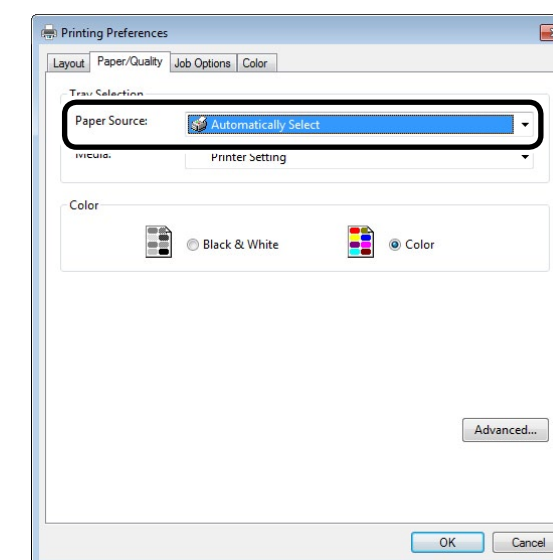 Printing Preferences
Layout Paper/Quality Job Options Color
Tray Selection
Paper Source: Automatically Select
Media: Printer Setting
Color
Black & White Color
Advanced...
OK Cancel